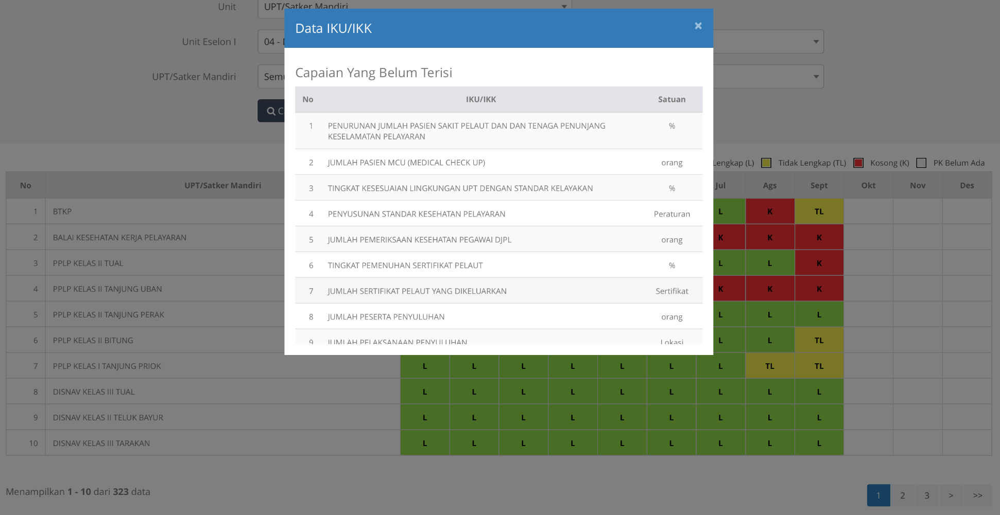 Unit UPT/Satker Mandiri
Data IKU/IKK ×
Unit Eselon I 04 -
UPT/Satker Mandiri
Capaian Yang Belum Terisi
No IKU/IKK Satuan
1 PENURUNAN JUMLAH PASIEN SAKIT PELAUT DAN DAN TENAGA PENUNJANG %
KESELAMATAN PELAYARAN
2 JUMLAH PASIEN MCU (MEDICAL CHECK UP) orang
3 TINGKAT KESESUAIAN LINGKUNGAN UPT DENGAN STANDAR KELAYAKAN %
4 PENYUSUNAN STANDAR KESEHATAN PELAYARAN Peraturan
5 JUMLAH PEMERIKSAAN KESEHATAN PEGAWAI DJPL orang
6 TINGKAT PEMENUHAN SERTIFIKAT PELAUT %
7 JUMLAH SERTIFIKAT PELAUT YANG DIKELUARKAN Sertifikat
8 JUMLAH PESERTA PENYULUHAN orang
9 JUMLAH PELAKSANAAN PENYULUHAN Lokasi
Lengkap (L) Tidak Lengkap (TL) Kosong (K) PK Belum Ada
No UPT/Satker Mandiri Jul Ags Sept Okt Nov Des
1 BTKP L K TL
2 BALAI KESEHATAN KERJA PELAYARAN K K K
3 PPLP KELAS II TUAL L L K
4 PPLP KELAS II TANJUNG UBAN K K K
5 PPLP KELAS II TANJUNG PERAK L L L
6 PPLP KELAS II BITUNG L L TL
7 PPLP KELAS I TANJUNG PRIOK L L L L L L L TL TL
8 DISNAV KELAS III TUAL L L L L L L L L L
9 DISNAV KELAS II TELUK BAYUR L L L L L L L L L
10 DISNAV KELAS III TARAKAN L L L L L L L L L
Menampilkan 1 - 10 dari 323 data
1 2 3 > >>